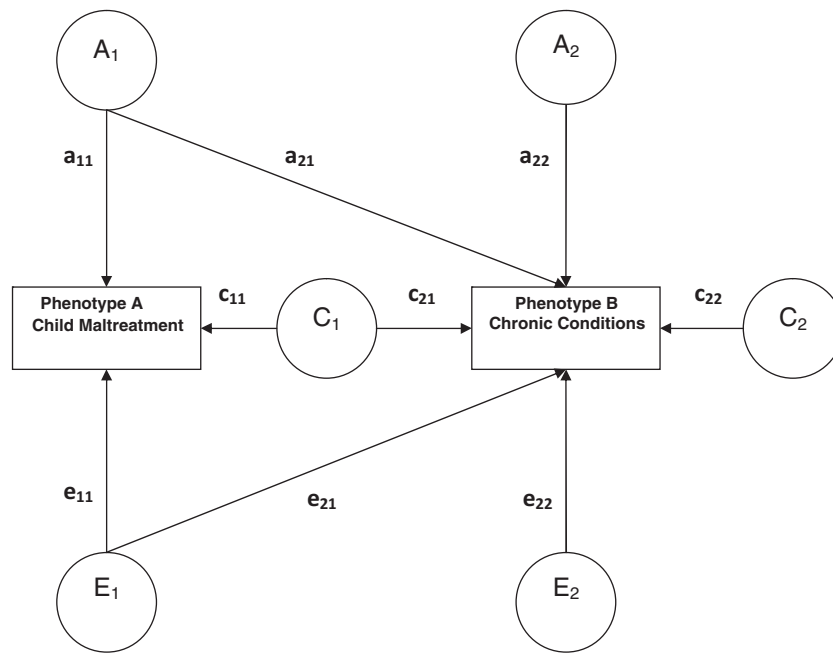 A₁
A₂
a₁₁
a₂₁
a₂₂
Phenotype A
Child Maltreatment
c₁₁
C₁
c₂₁
Phenotype B
Chronic Conditions
c₂₂
C₂
e₁₁
e₂₁
e₂₂
E₁
E₂